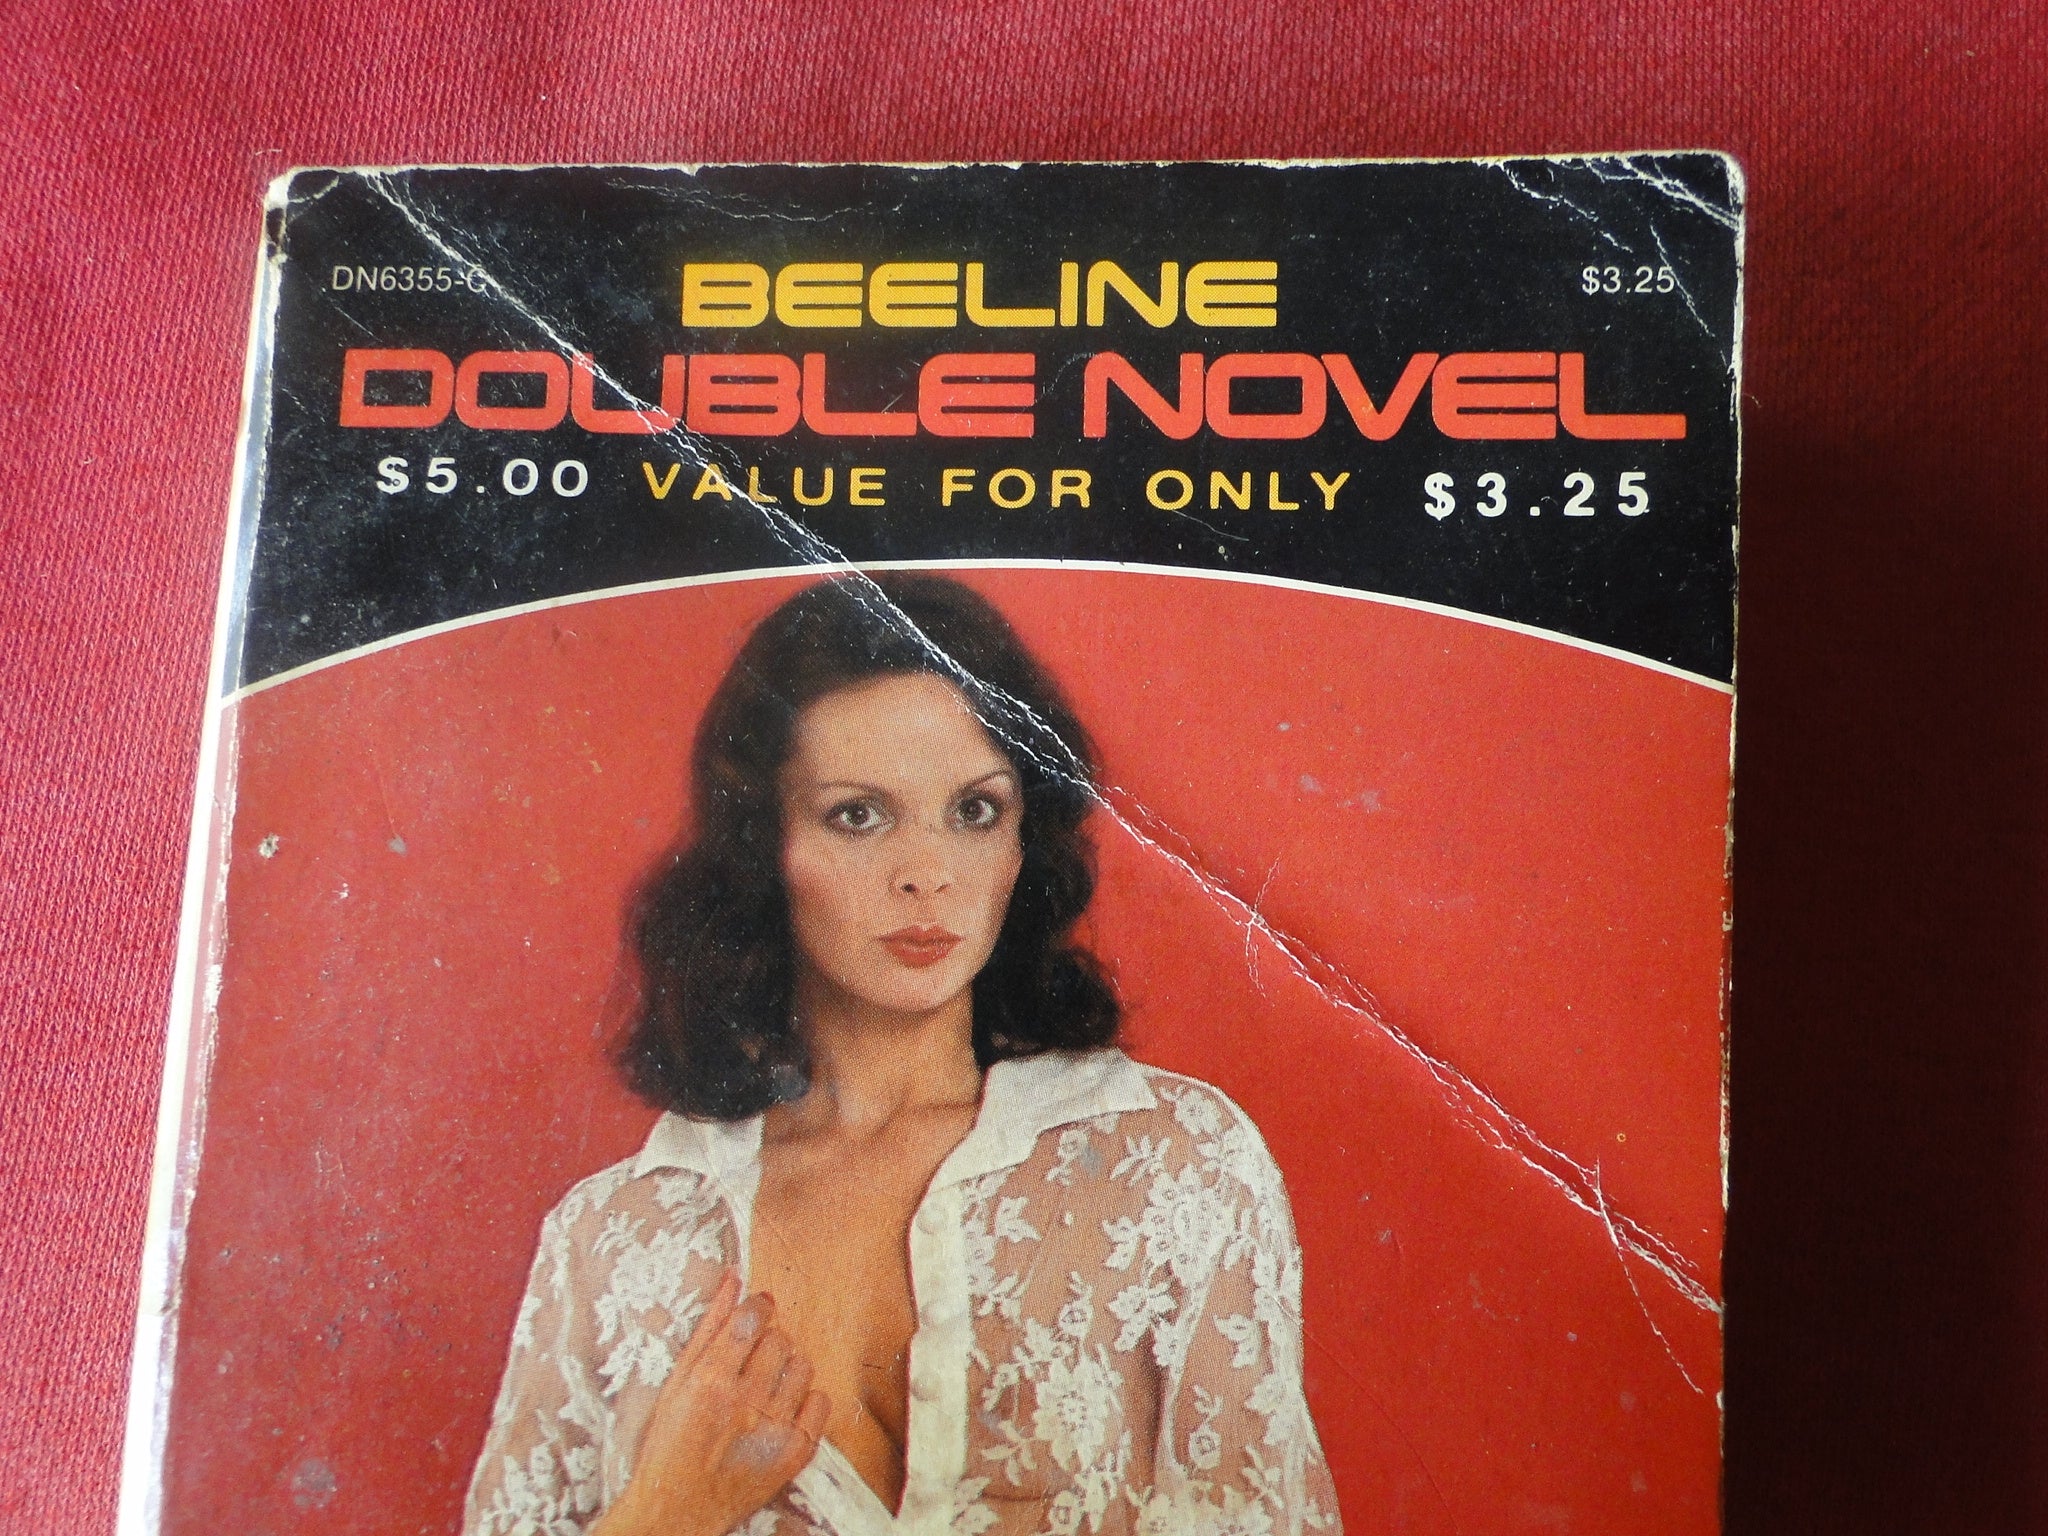 DN6355-G
BEELINE
$3.25
DOUBLE NOVEL
$5.00 VALUE FOR ONLY $3.25